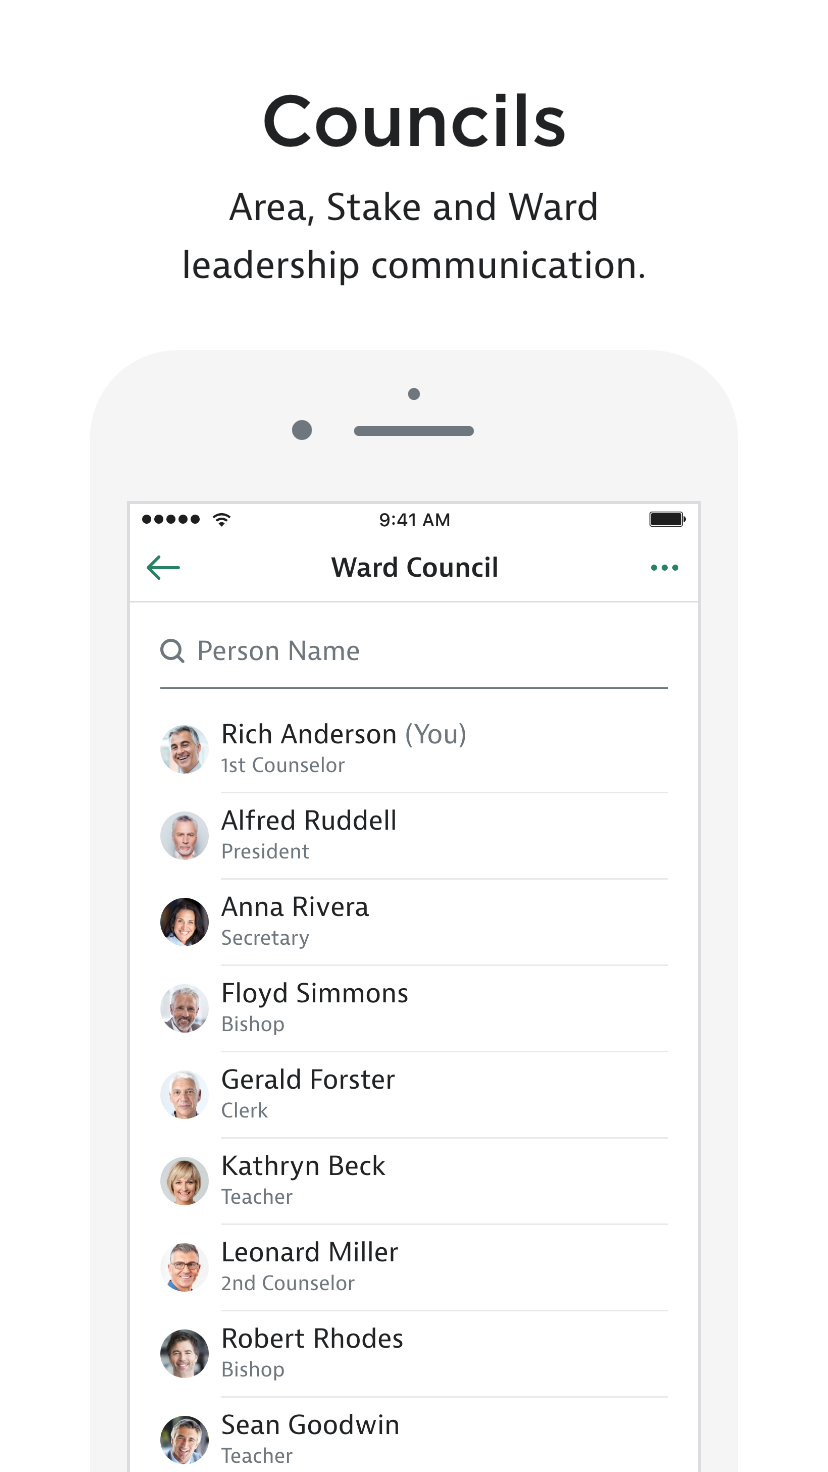 Councils
Area, Stake and Ward
leadership communication.
9:41 AM
Ward Council
Person Name
Rich Anderson (You)
1st Counselor
Alfred Ruddell
President
Anna Rivera
Secretary
Floyd Simmons
Bishop
Gerald Forster
Clerk
Kathryn Beck
Teacher
Leonard Miller
2nd Counselor
Robert Rhodes
Bishop
Sean Goodwin
Teacher